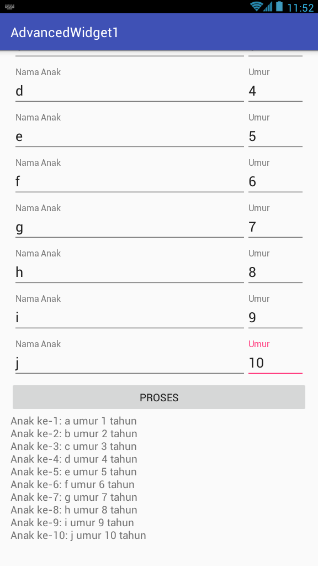 11:52
AdvancedWidget1
Nama Anak Umur
d 4
Nama Anak Umur
e 5
Nama Anak Umur
f 6
Nama Anak Umur
g 7
Nama Anak Umur
h 8
Nama Anak Umur
i 9
Nama Anak Umur
j 10
PROSES
Anak ke-1: a umur 1 tahun
Anak ke-2: b umur 2 tahun
Anak ke-3: c umur 3 tahun
Anak ke-4: d umur 4 tahun
Anak ke-5: e umur 5 tahun
Anak ke-6: f umur 6 tahun
Anak ke-7: g umur 7 tahun
Anak ke-8: h umur 8 tahun
Anak ke-9: i umur 9 tahun
Anak ke-10: j umur 10 tahun